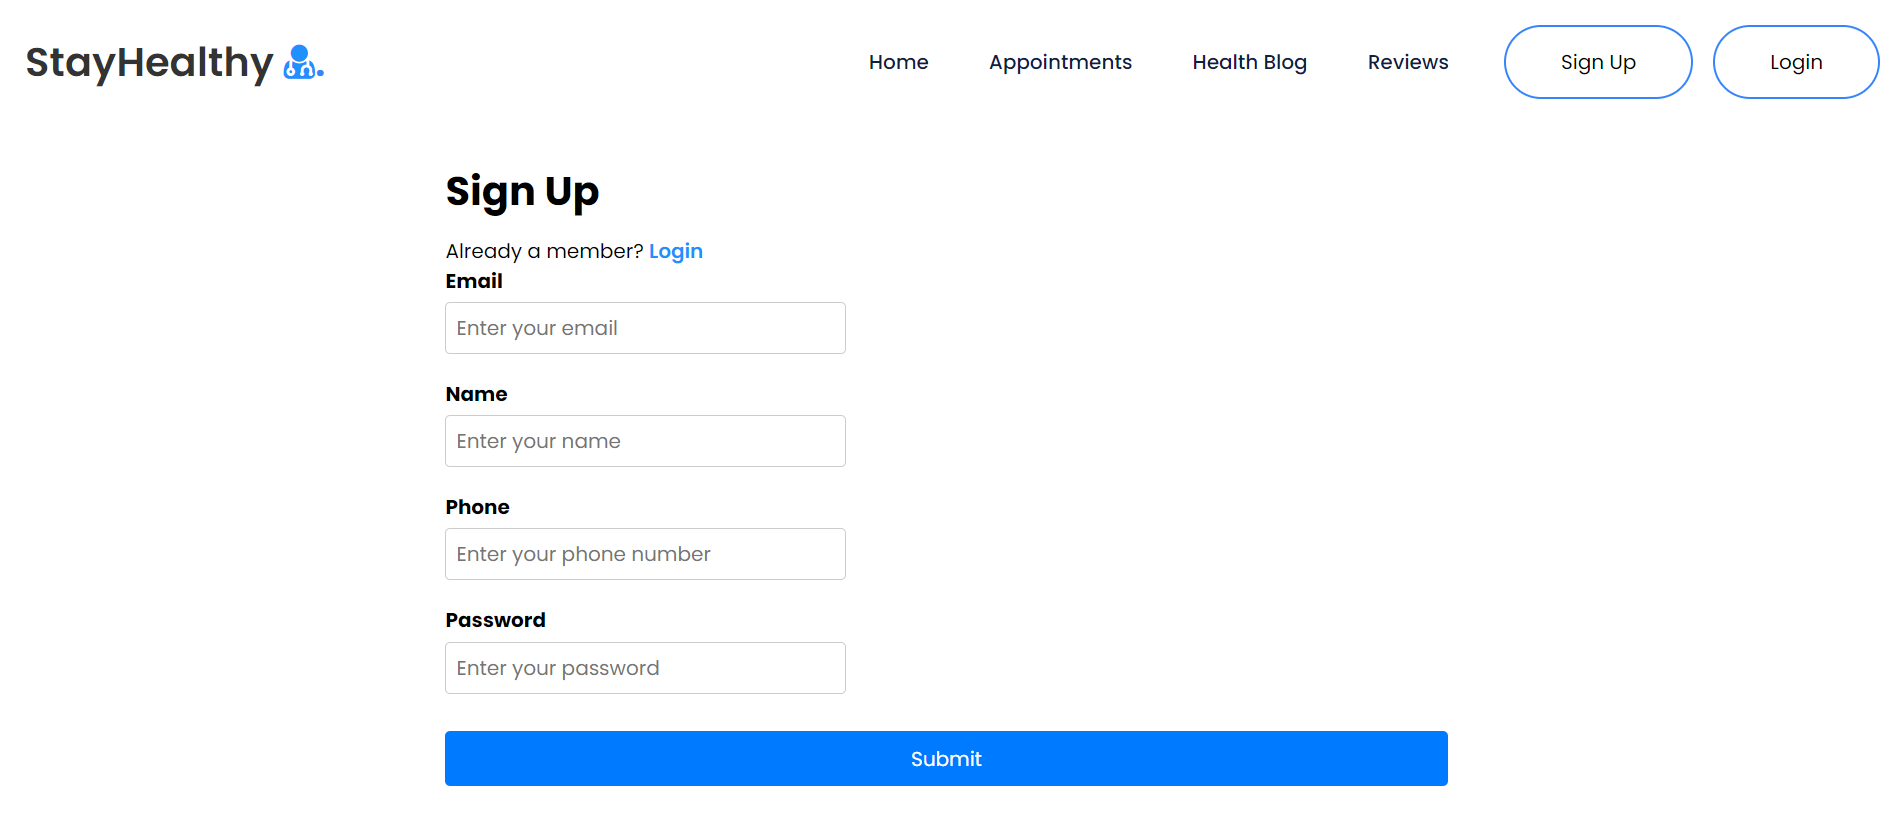 StayHealthy
Home Appointments Health Blog Reviews Sign Up Login
Sign Up
Already a member? Login
Email
Enter your email
Name
Enter your name
Phone
Enter your phone number
Password
Enter your password
Submit